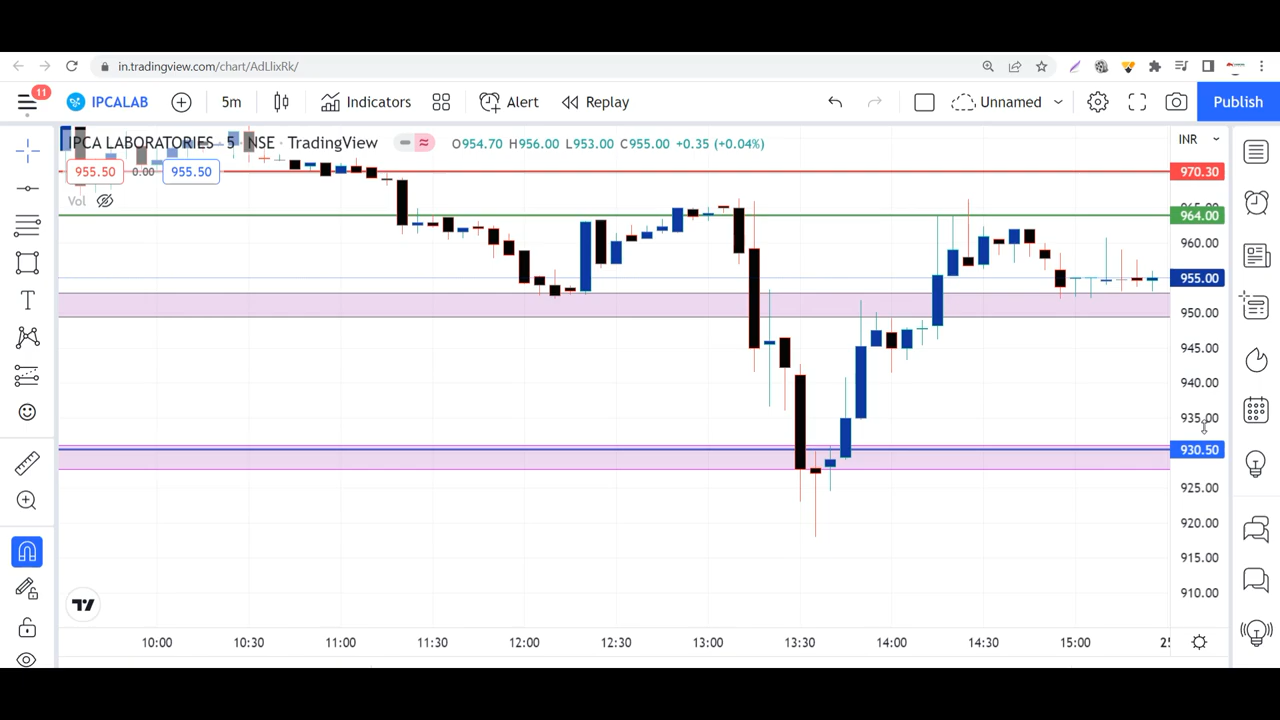 in.tradingview.com/chart/AdLlixRk/
11 IPCALAB 5m Indicators Alert Replay Unnamed Publish
IPCA LABORATORIES · 5 · NSE · TradingView O954.70 H956.00 L953.00 C955.00 +0.35 (+0.04%) INR
955.50 0.00 955.50 970.30
Vol
964.00
960.00
955.00
950.00
945.00
940.00
935.00
930.50
925.00
920.00
915.00
910.00
10:00 10:30 11:00 11:30 12:00 12:30 13:00 13:30 14:00 14:30 15:00